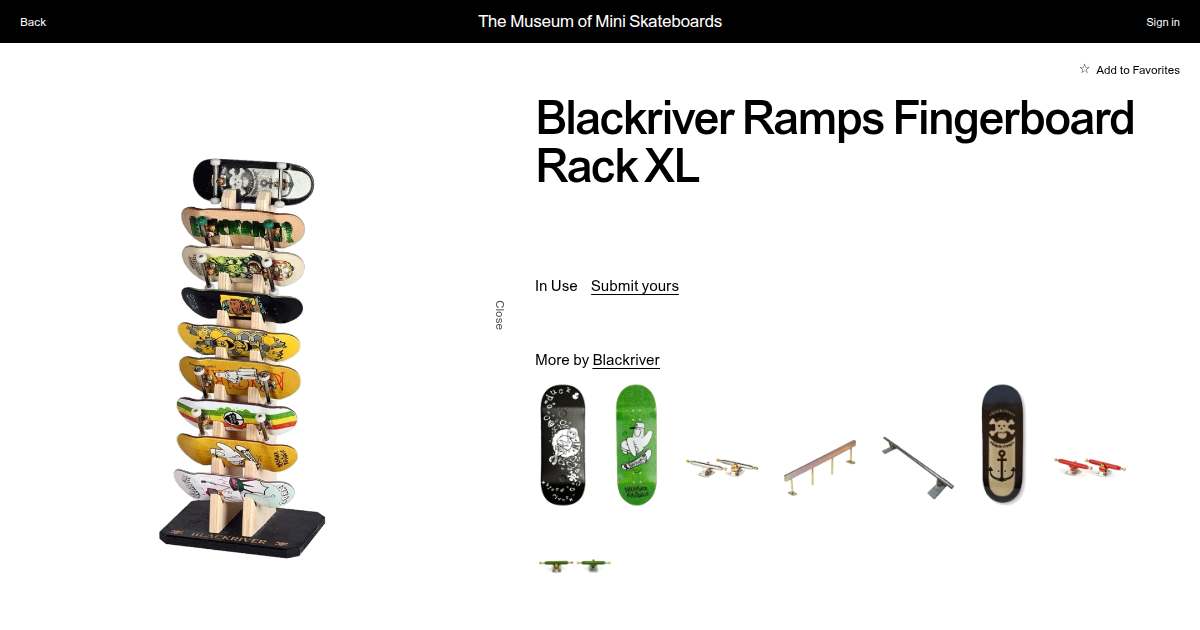 Back
The Museum of Mini Skateboards
Sign in
☆ Add to Favorites
Blackriver Ramps Fingerboard
Rack XL
In Use Submit yours
Close
More by Blackriver
BLACKRIVER